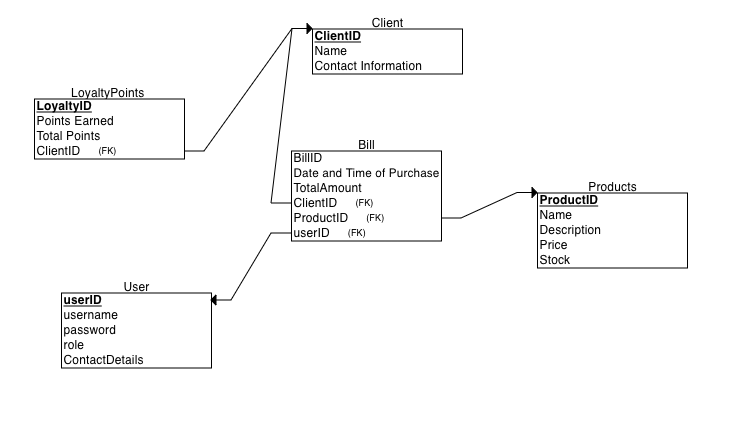 Client
ClientID
Name
Contact Information
LoyaltyPoints
LoyaltyID
Points Earned
Total Points
ClientID (FK)
Bill
BillID
Date and Time of Purchase
TotalAmount
ClientID (FK)
ProductID (FK)
userID (FK)
Products
ProductID
Name
Description
Price
Stock
User
userID
username
password
role
ContactDetails